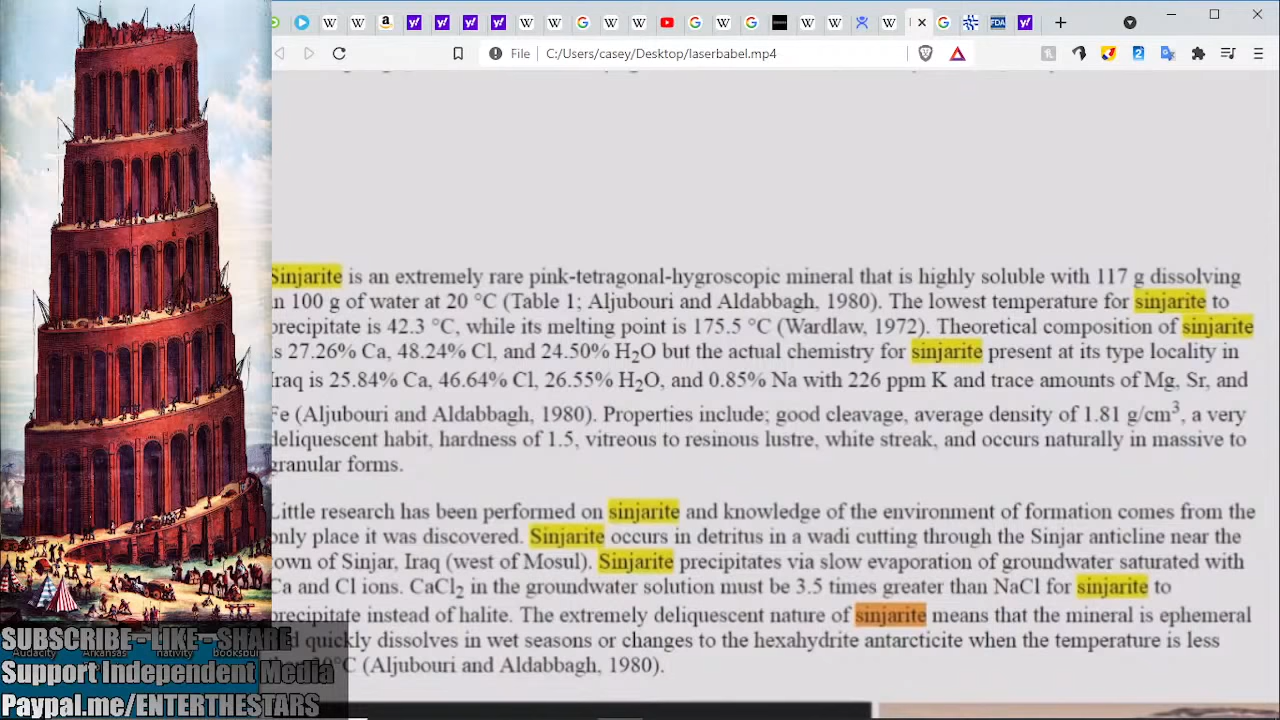 File C:/Users/casey/Desktop/laserbabel.mp4
Sinjarite is an extremely rare pink-tetragonal-hygroscopic mineral that is highly soluble with 117 g dissolving
in 100 g of water at 20 °C (Table 1; Aljubouri and Aldabbagh, 1980). The lowest temperature for sinjarite to
precipitate is 42.3 °C, while its melting point is 175.5 °C (Wardlaw, 1972). Theoretical composition of sinjarite
is 27.26% Ca, 48.24% Cl, and 24.50% H₂O but the actual chemistry for sinjarite present at its type locality in
Iraq is 25.84% Ca, 46.64% Cl, 26.55% H₂O, and 0.85% Na with 226 ppm K and trace amounts of Mg, Sr, and
Fe (Aljubouri and Aldabbagh, 1980). Properties include; good cleavage, average density of 1.81 g/cm³, a very
deliquescent habit, hardness of 1.5, vitreous to resinous lustre, white streak, and occurs naturally in massive to
granular forms.
Little research has been performed on sinjarite and knowledge of the environment of formation comes from the
only place it was discovered. Sinjarite occurs in detritus in a wadi cutting through the Sinjar anticline near the
town of Sinjar, Iraq (west of Mosul). Sinjarite precipitates via slow evaporation of groundwater saturated with
Ca and Cl ions. CaCl₂ in the groundwater solution must be 3.5 times greater than NaCl for sinjarite to
precipitate instead of halite. The extremely deliquescent nature of sinjarite means that the mineral is ephemeral
quickly dissolves in wet seasons or changes to the hexahydrite antarcticite when the temperature is less
°C (Aljubouri and Aldabbagh, 1980).
SUBSCRIBE - LIKE - SHARE
Audacity Arkansas nativity booksour
Support Independent Media
Paypal.me/ENTERTHESTARS